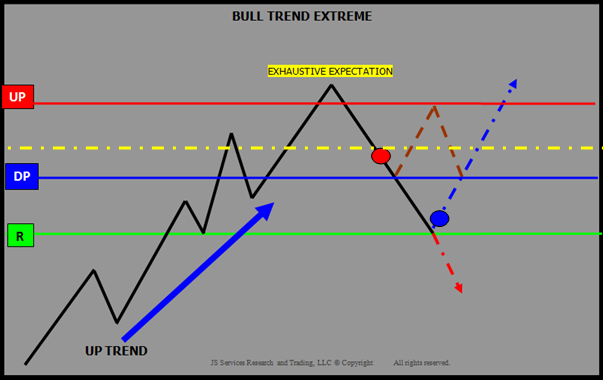 BULL TREND EXTREME
EXHAUSTIVE EXPECTATION
UP
DP
R
UP TREND
JS Services Research and Trading, LLC @ Copyright All rights reserved.